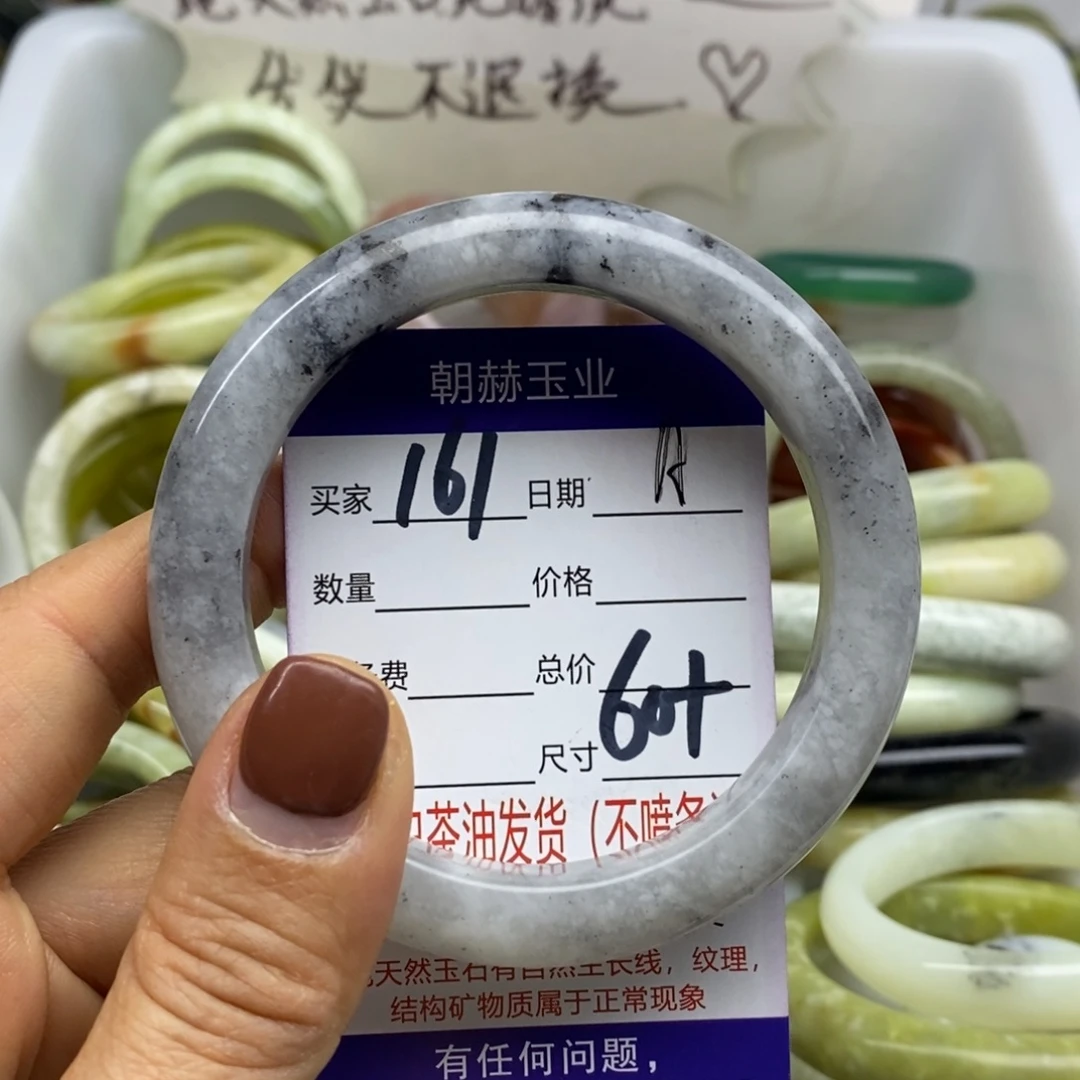 不退换
朝赫玉业
买家 161 日期
数量 价格
费 总价 60+
尺寸
茶油发货（不喷
天然玉石有自然生长线，纹理，
结构矿物质属于正常现象
有任何问题，